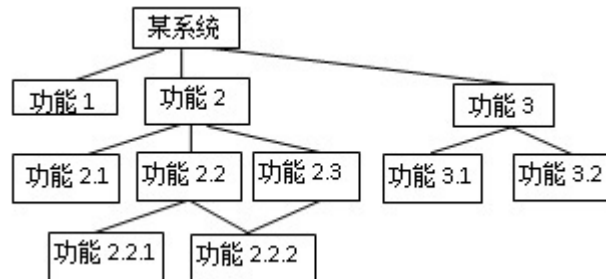 某系统
功能 1
功能 2
功能 3
功能 2.1
功能 2.2
功能 2.3
功能 3.1
功能 3.2
功能 2.2.1
功能 2.2.2